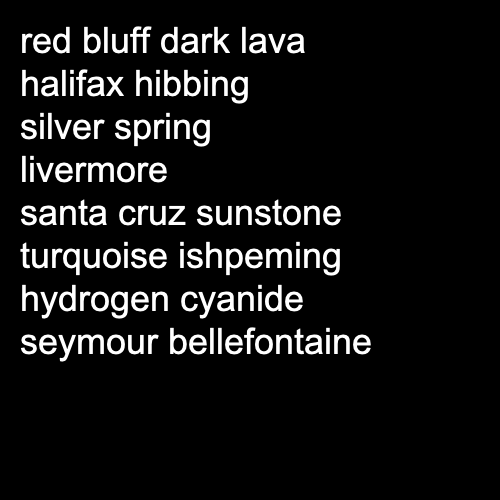 red bluff dark lava
halifax hibbing
silver spring
livermore
santa cruz sunstone
turquoise ishpeming
hydrogen cyanide
seymour bellefontaine